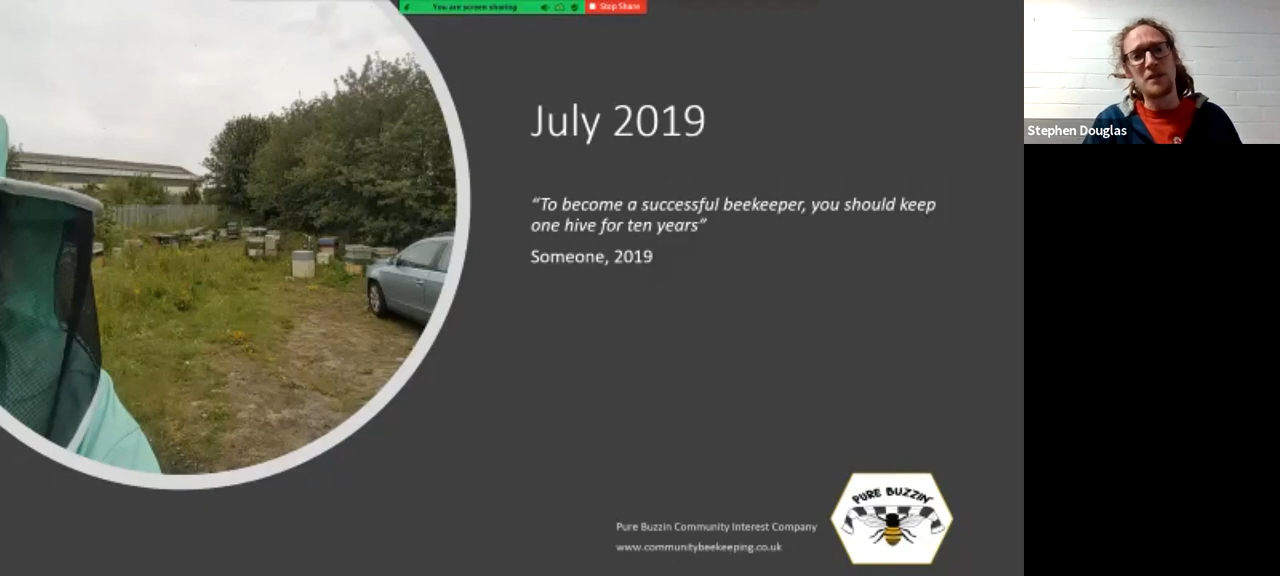 You are screen sharing
Stop Share
July 2019
“To become a successful beekeeper, you should keep
one hive for ten years”
Someone, 2019
Stephen Douglas
PURE BUZZIN'
Pure Buzzin Community Interest Company
www.communitybeekeeping.co.uk